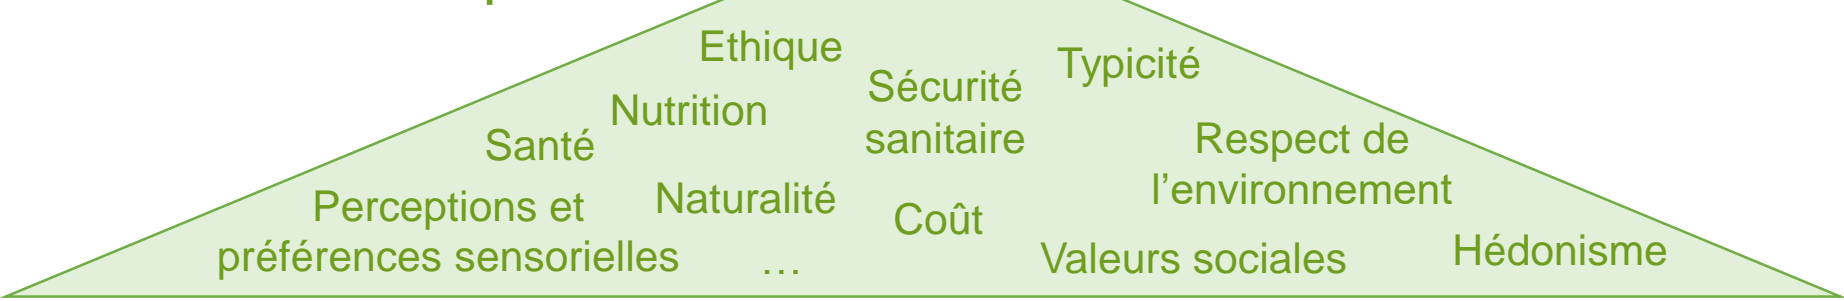 Ethique
Typicité
Sécurité
sanitaire
Nutrition
Santé
Respect de
l'environnement
Perceptions et
préférences sensorielles
Naturalité
Coût
…
Valeurs sociales
Hédonisme